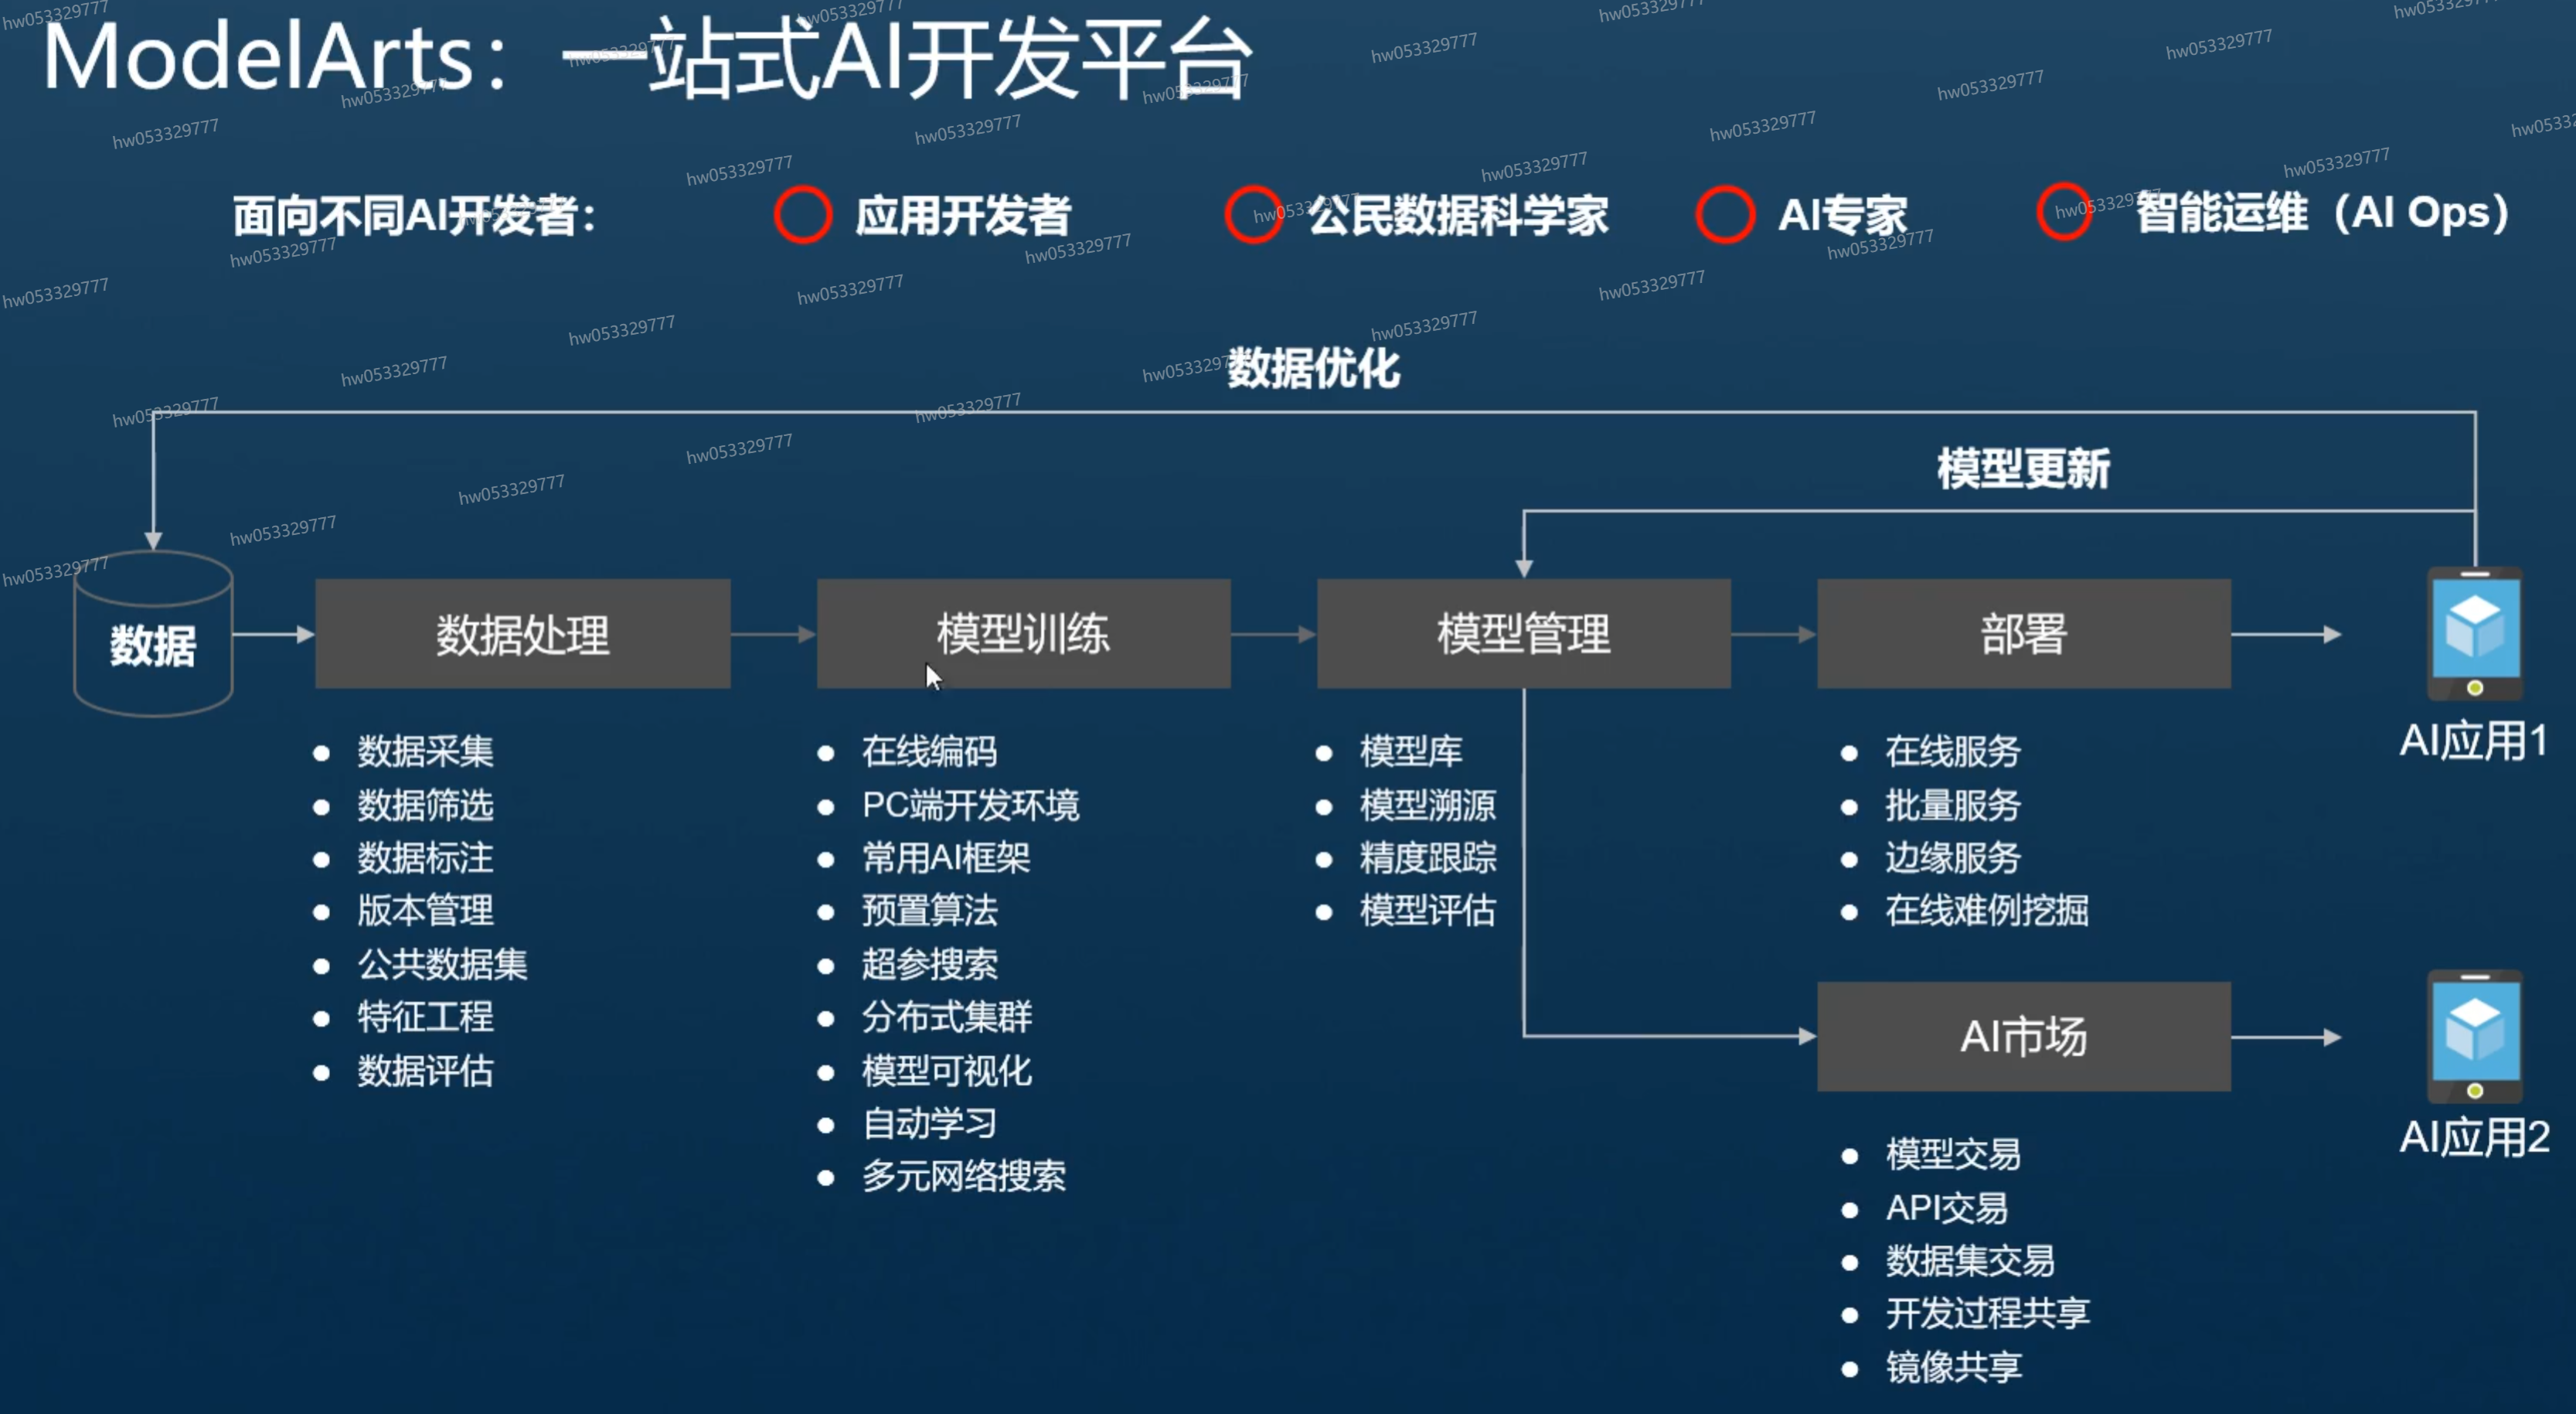 ModelArts：一站式AI开发平台
面向不同AI开发者： 应用开发者 公民数据科学家 AI专家 智能运维（AI Ops）
数据优化
模型更新
数据
数据处理
模型训练
模型管理
部署
AI应用1
数据采集
数据筛选
数据标注
版本管理
公共数据集
特征工程
数据评估
在线编码
PC端开发环境
常用AI框架
预置算法
超参搜索
分布式集群
模型可视化
自动学习
多元网络搜索
模型库
模型溯源
精度跟踪
模型评估
在线服务
批量服务
边缘服务
在线难例挖掘
AI市场
AI应用2
模型交易
API交易
数据集交易
开发过程共享
镜像共享
hw053329777